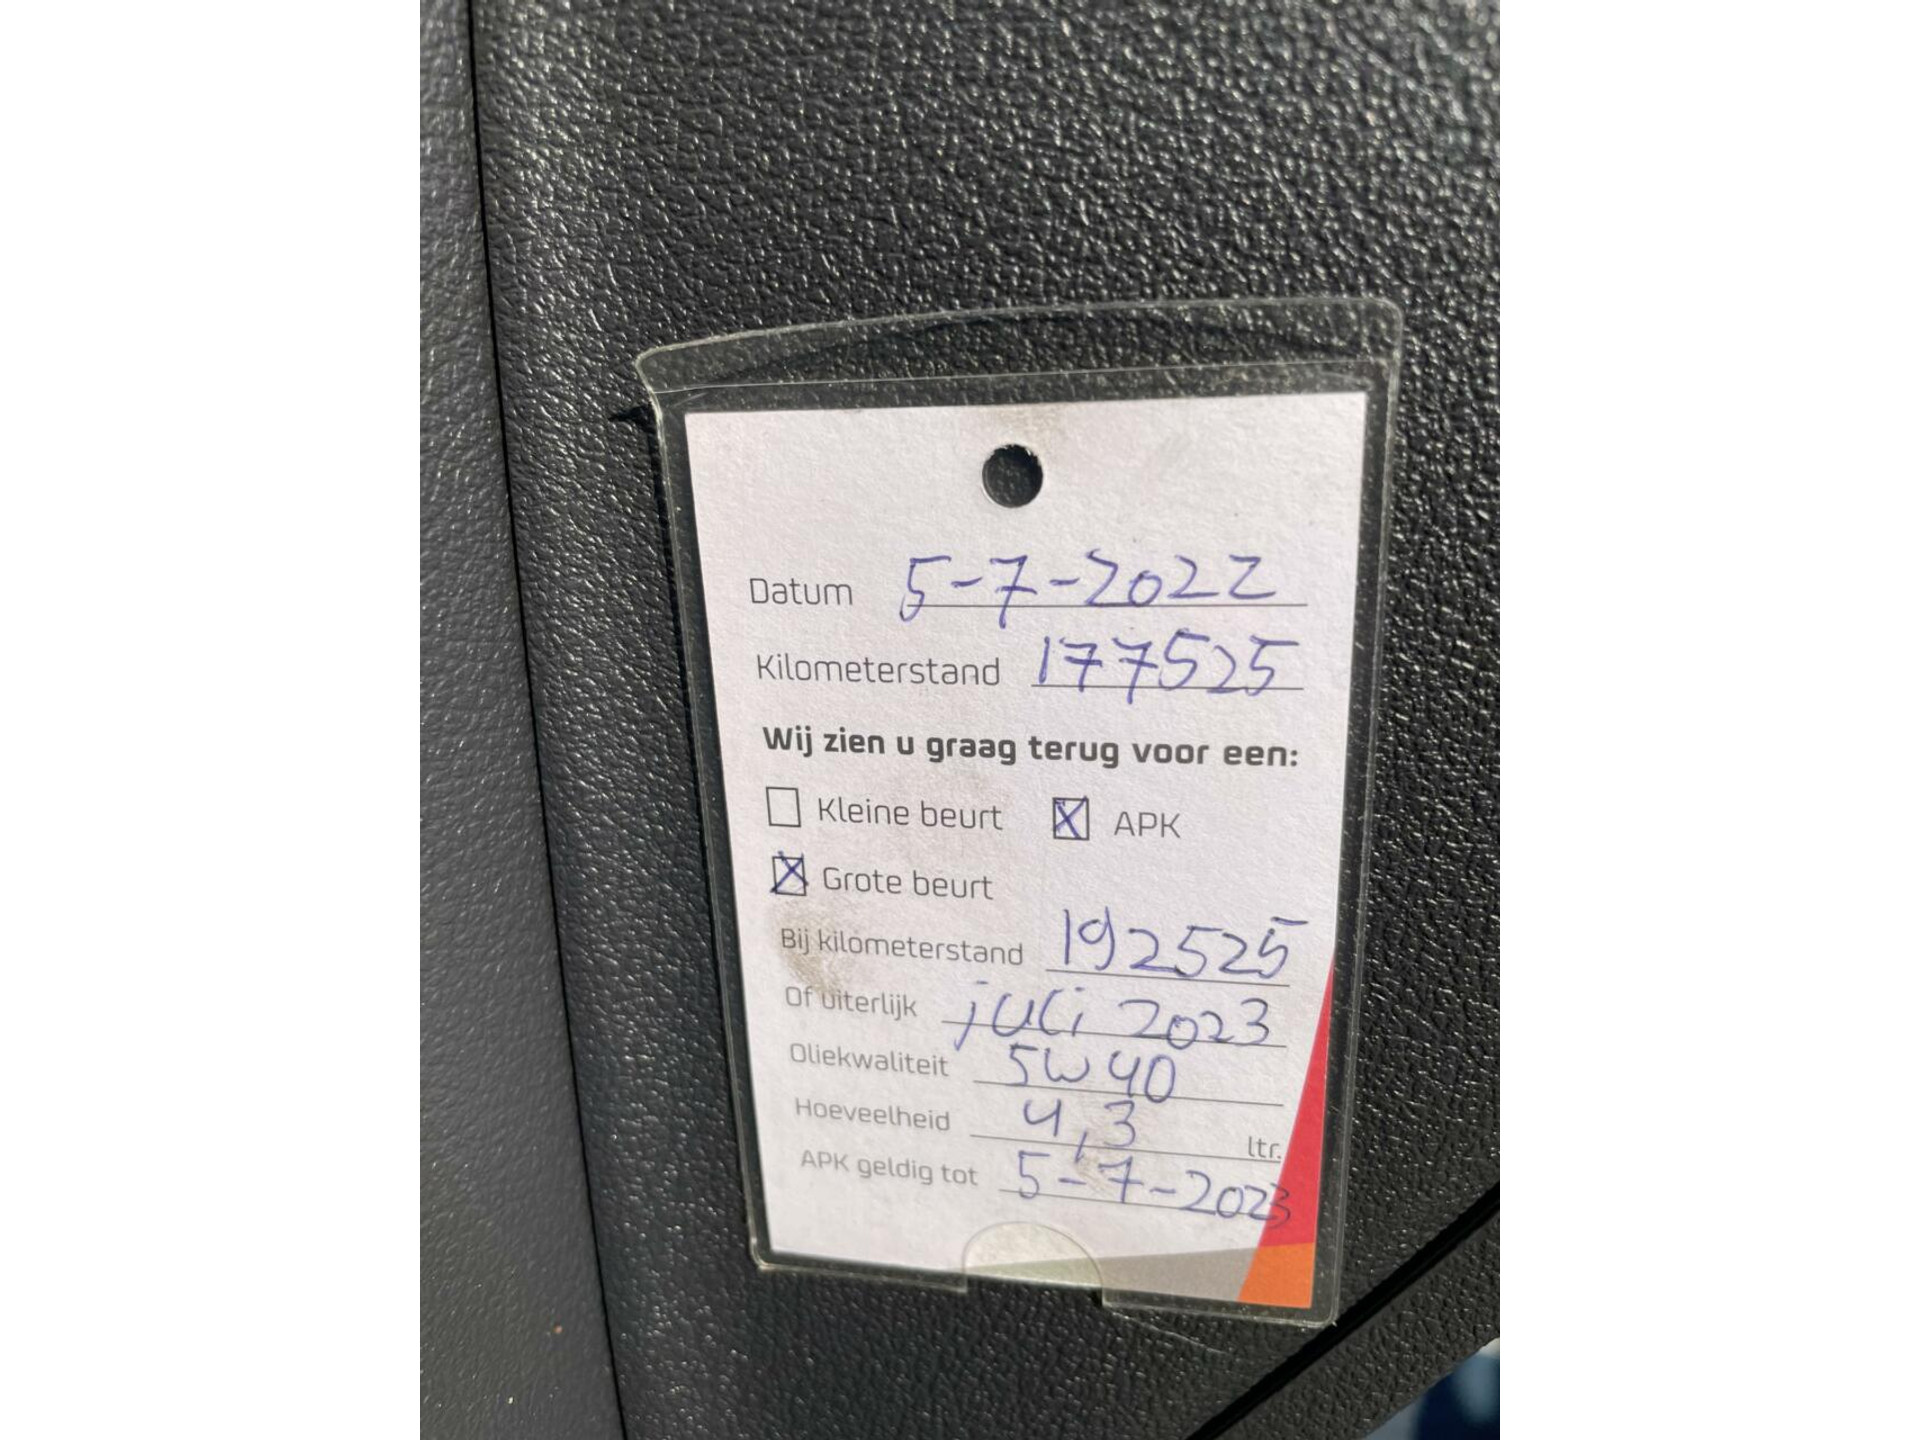 Datum 5-7-2022
Kilometerstand 177525
Wij zien u graag terug voor een:
Kleine beurt APK
Grote beurt
Bij kilometerstand 192525
Of uiterlijk juli 2023
Oliekwaliteit 5W40
Hoeveelheid 4,3 ltr.
APK geldig tot 5-7-2023